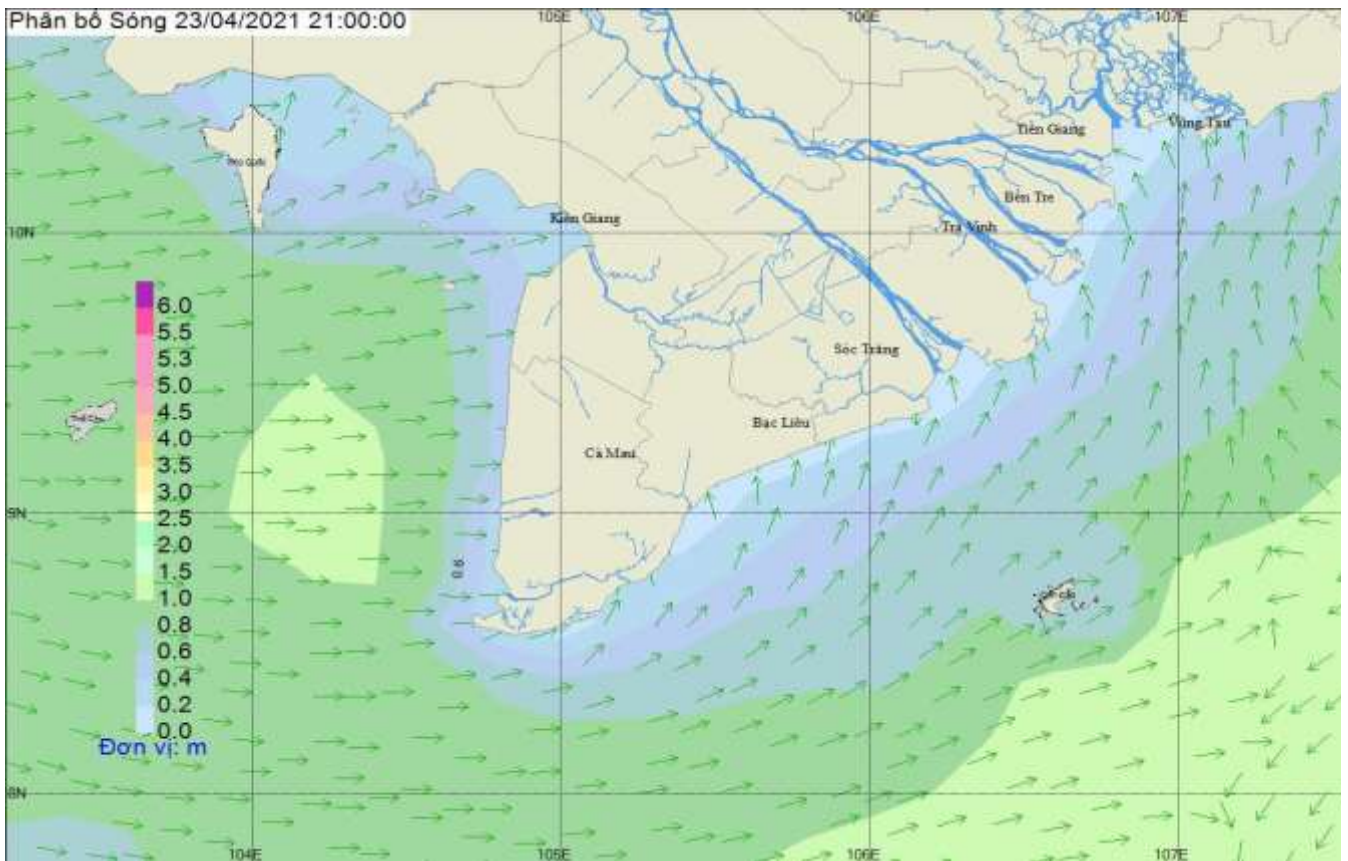 Phân bố Sóng 23/04/2021 21:00:00
105E
106E
107E
Tiền Giang
Vũng Tàu
Bến Tre
Kiên Giang
Trà Vinh
10N
6.0
5.5
5.3
5.0
4.5
4.0
3.5
3.0
2.5
2.0
1.5
1.0
0.8
0.6
0.4
0.2
0.0
Đơn vị: m
Sóc Trăng
Bạc Liêu
Cà Mau
9N
0.6
8N
104E
105E
106E
107E